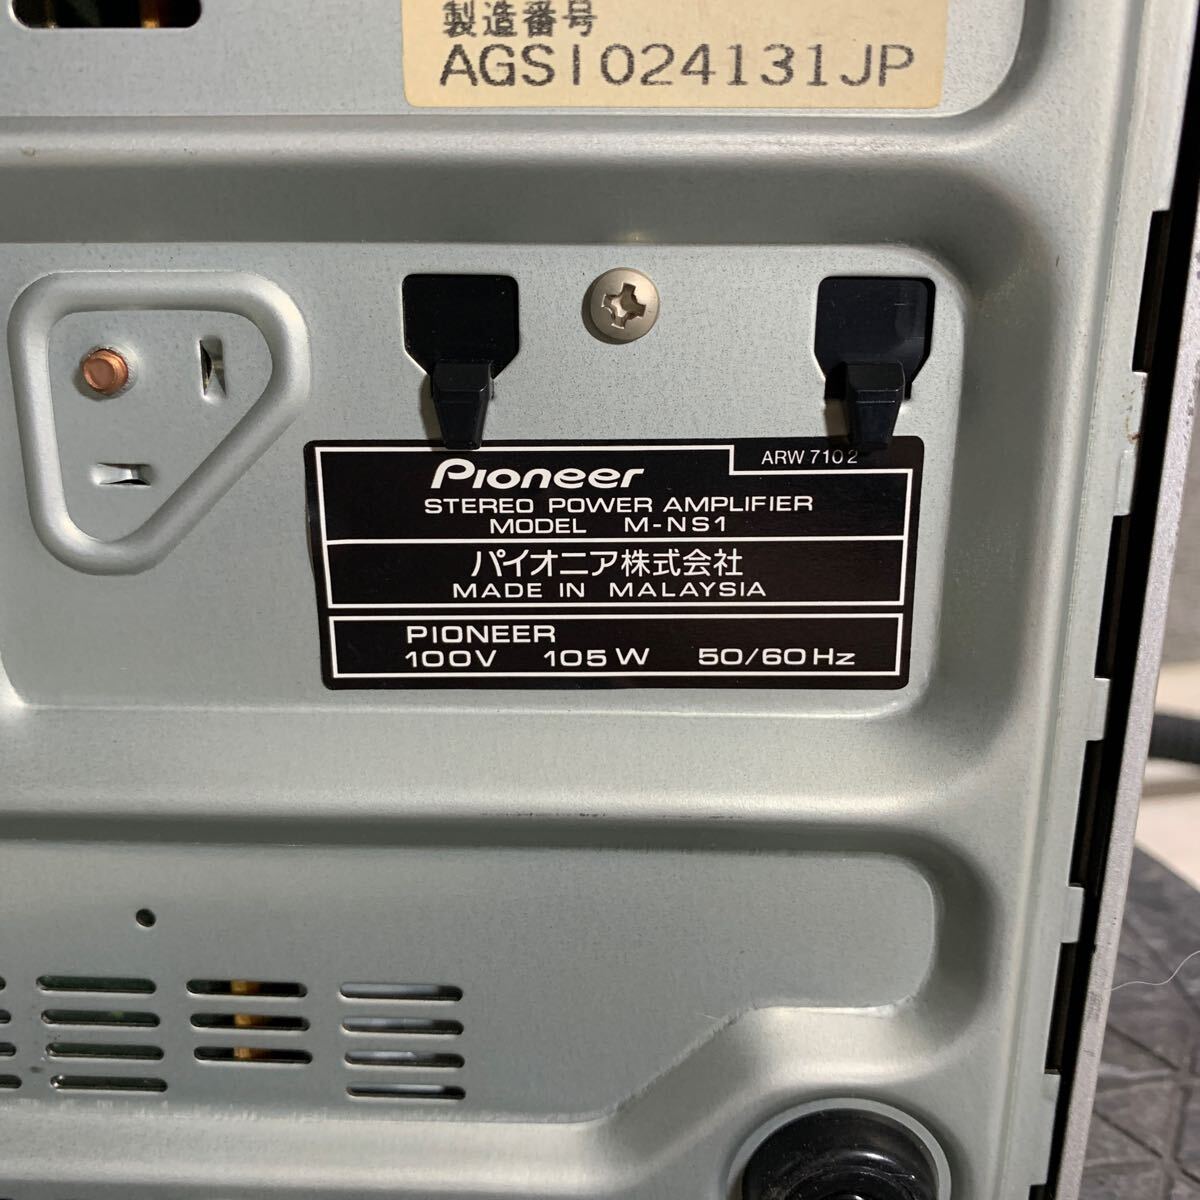 製造番号
AGSI024131JP
ARW 7102
Pioneer
STEREO POWER AMPLIFIER
MODEL M-NS1
パイオニア株式会社
MADE IN MALAYSIA
PIONEER
100V 105W 50/60Hz